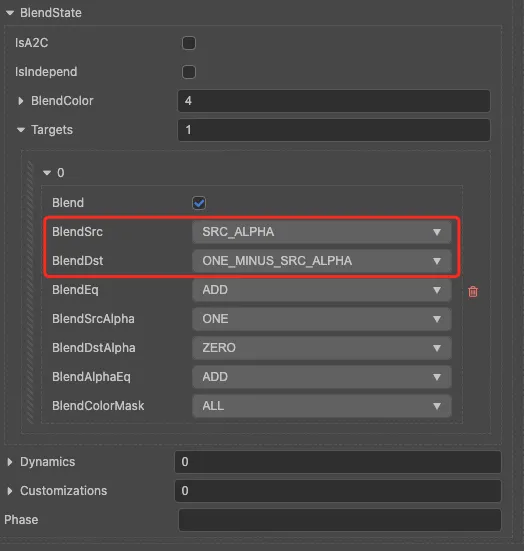 BlendState
IsA2C
IsIndepend
BlendColor 4
Targets 1
0
Blend
BlendSrc SRC_ALPHA
BlendDst ONE_MINUS_SRC_ALPHA
BlendEq ADD
BlendSrcAlpha ONE
BlendDstAlpha ZERO
BlendAlphaEq ADD
BlendColorMask ALL
Dynamics 0
Customizations 0
Phase